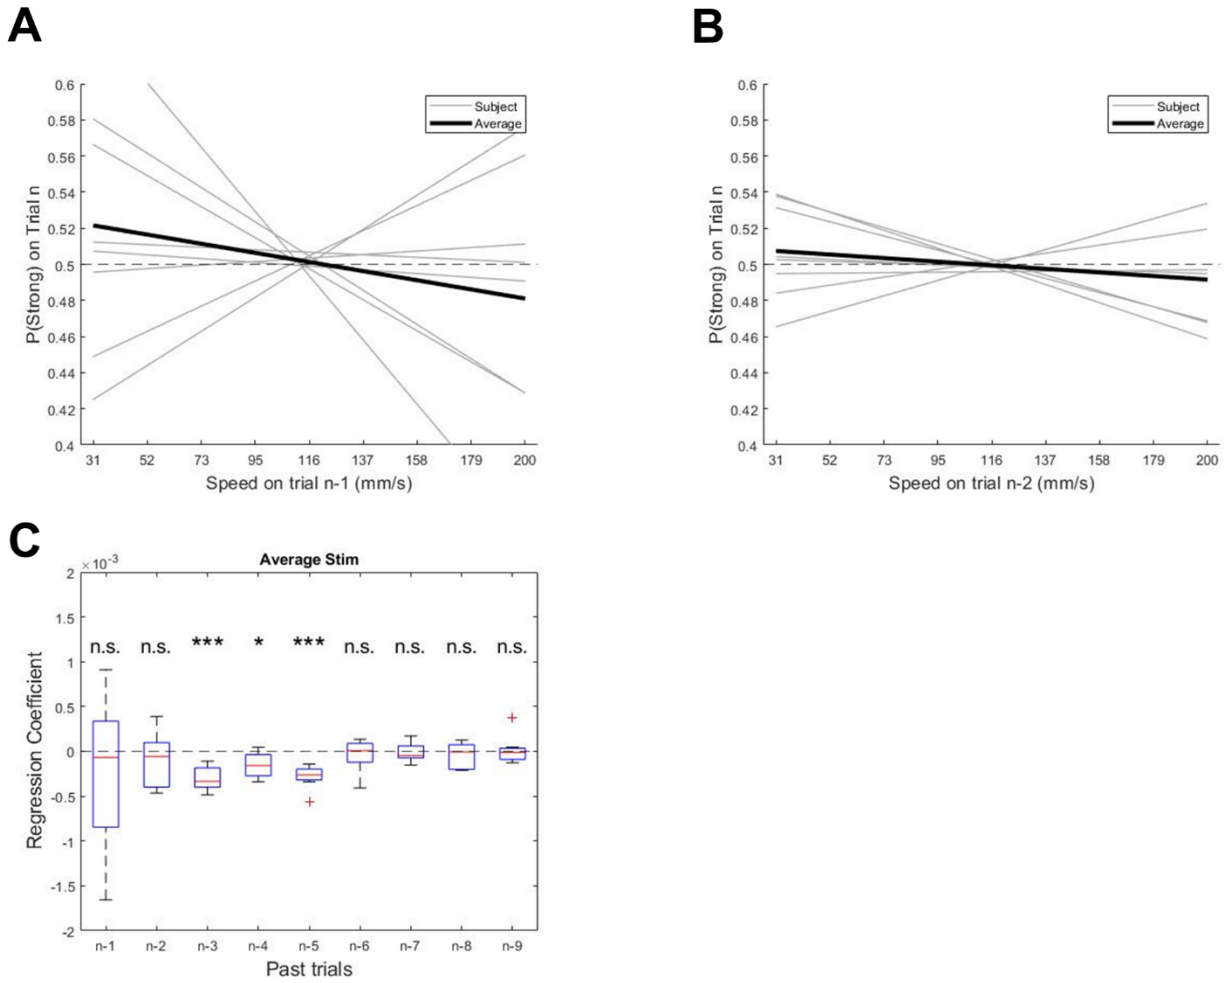 A
B
0.6
0.58
0.56
0.54
0.52
0.5
0.48
0.46
0.44
0.42
0.4
P(Strong) on Trial n
Subject
Average
31 52 73 95 116 137 158 179 200
Speed on trial n-1 (mm/s)
0.6
0.58
0.56
0.54
0.52
0.5
0.48
0.46
0.44
0.42
0.4
P(Strong) on Trial n
Subject
Average
31 52 73 95 116 137 158 179 200
Speed on trial n-2 (mm/s)
C
×10-3
Average Stim
2
1.5
1
0.5
0
-0.5
-1
-1.5
-2
Regression Coefficient
n.s. n.s. *** * *** n.s. n.s. n.s. n.s.
n-1 n-2 n-3 n-4 n-5 n-6 n-7 n-8 n-9
Past trials